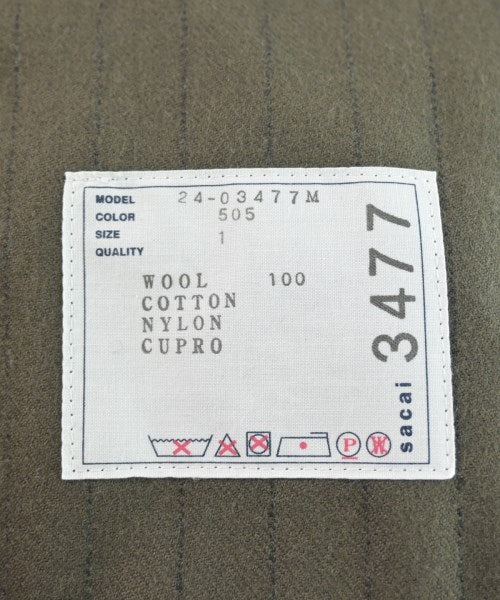 MODEL 24-03477M
COLOR 505
SIZE 1
QUALITY
WOOL 100
COTTON
NYLON
CUPRO
P W
sacai 3477